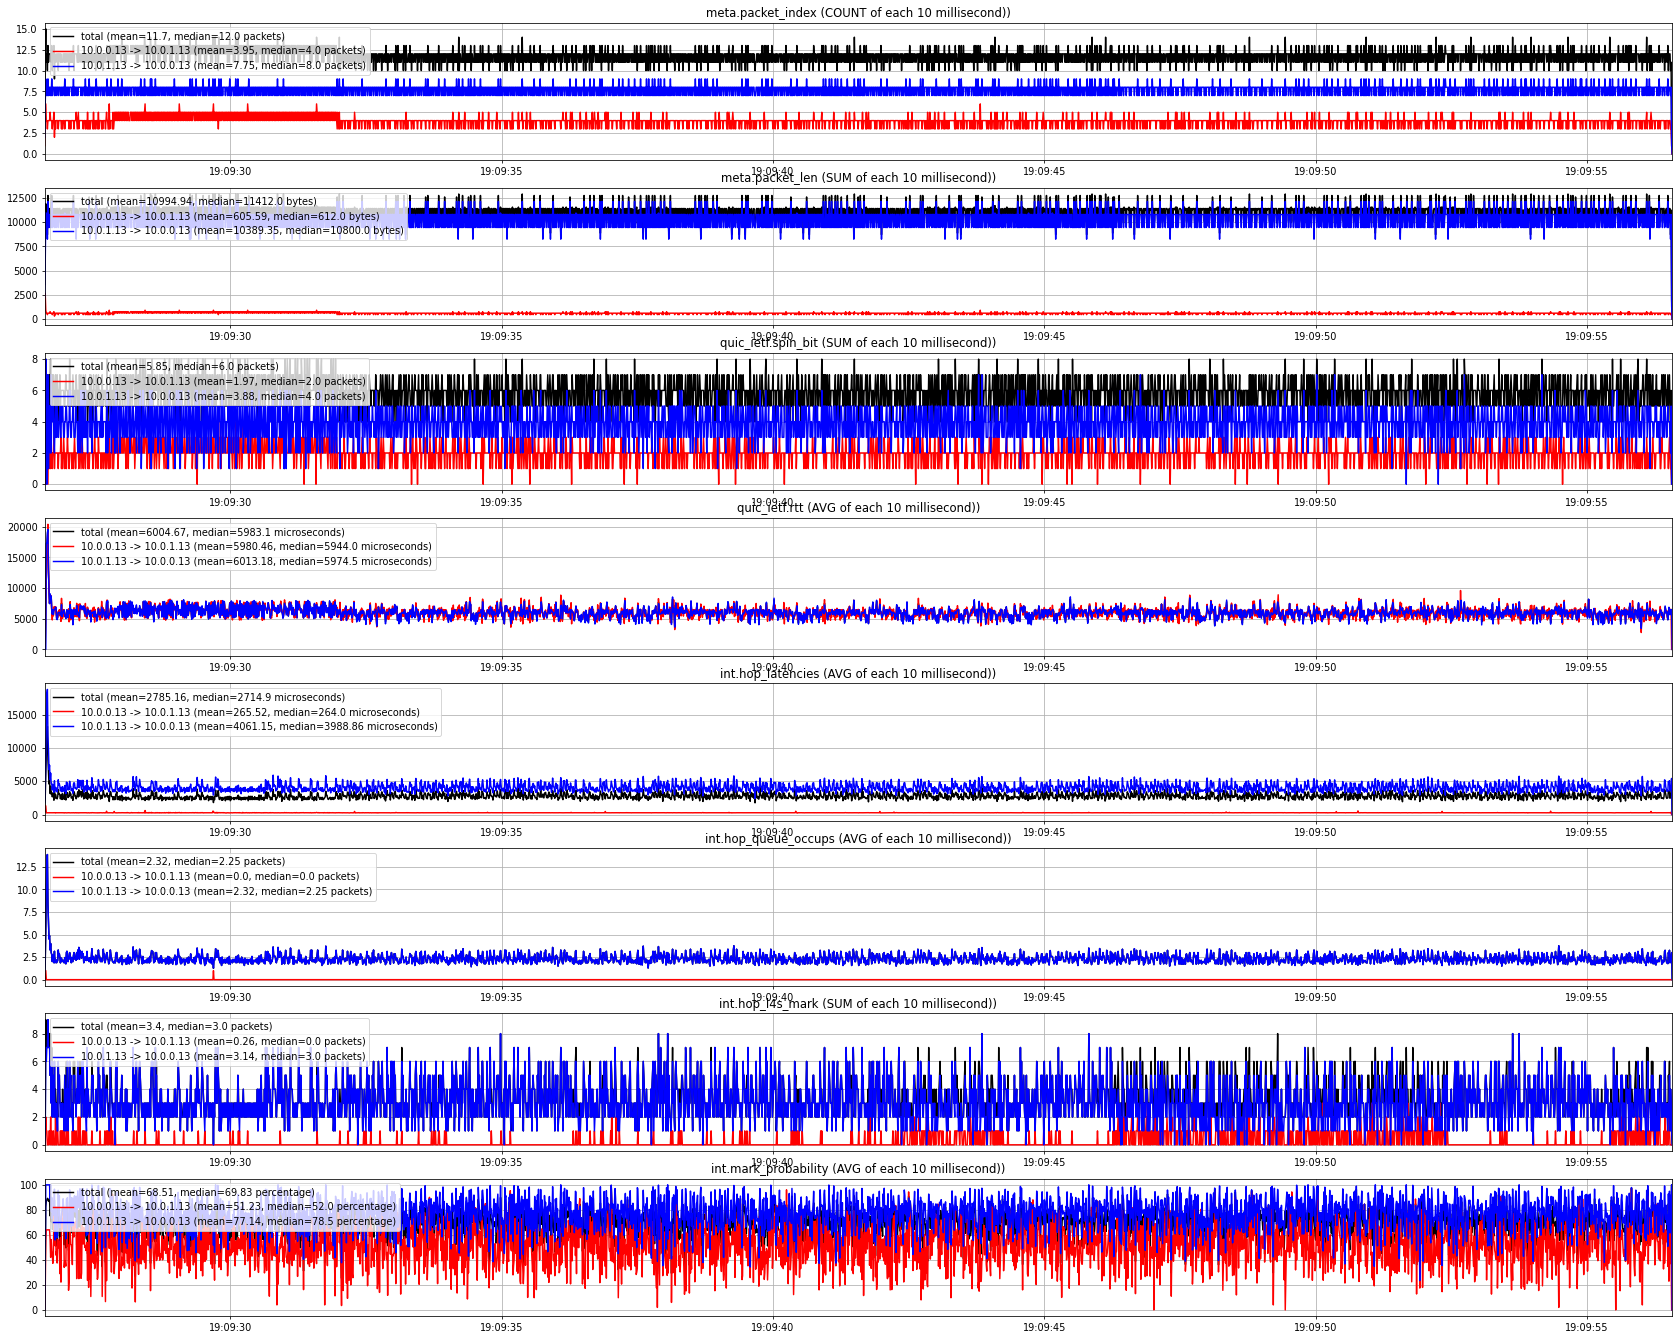 meta.packet_index (COUNT of each 10 millisecond))
total (mean=11.7, median=12.0 packets)
10.0.0.13 -> 10.0.1.13 (mean=3.95, median=4.0 packets)
10.0.1.13 -> 10.0.0.13 (mean=7.75, median=8.0 packets)
15.0
12.5
10.0
7.5
5.0
2.5
0.0
19:09:30 19:09:35 19:09:40 19:09:45 19:09:50 19:09:55
meta.packet_len (SUM of each 10 millisecond))
total (mean=10994.94, median=11412.0 bytes)
10.0.0.13 -> 10.0.1.13 (mean=605.59, median=612.0 bytes)
10.0.1.13 -> 10.0.0.13 (mean=10389.35, median=10800.0 bytes)
12500
10000
7500
5000
2500
0
19:09:30 19:09:35 19:09:40 19:09:45 19:09:50 19:09:55
quic_ietf.spin_bit (SUM of each 10 millisecond))
total (mean=5.85, median=6.0 packets)
10.0.0.13 -> 10.0.1.13 (mean=1.97, median=2.0 packets)
10.0.1.13 -> 10.0.0.13 (mean=3.88, median=4.0 packets)
8
6
4
2
0
19:09:30 19:09:35 19:09:40 19:09:45 19:09:50 19:09:55
quic_ietf.rtt (AVG of each 10 millisecond))
total (mean=6004.67, median=5983.1 microseconds)
10.0.0.13 -> 10.0.1.13 (mean=5980.46, median=5944.0 microseconds)
10.0.1.13 -> 10.0.0.13 (mean=6013.18, median=5974.5 microseconds)
20000
15000
10000
5000
0
19:09:30 19:09:35 19:09:40 19:09:45 19:09:50 19:09:55
int.hop_latencies (AVG of each 10 millisecond))
total (mean=2785.16, median=2714.9 microseconds)
10.0.0.13 -> 10.0.1.13 (mean=265.52, median=264.0 microseconds)
10.0.1.13 -> 10.0.0.13 (mean=4061.15, median=3988.86 microseconds)
15000
10000
5000
0
19:09:30 19:09:35 19:09:40 19:09:45 19:09:50 19:09:55
int.hop_queue_occups (AVG of each 10 millisecond))
total (mean=2.32, median=2.25 packets)
10.0.0.13 -> 10.0.1.13 (mean=0.0, median=0.0 packets)
10.0.1.13 -> 10.0.0.13 (mean=2.32, median=2.25 packets)
12.5
10.0
7.5
5.0
2.5
0.0
19:09:30 19:09:35 19:09:40 19:09:45 19:09:50 19:09:55
int.hop_l4s_mark (SUM of each 10 millisecond))
total (mean=3.4, median=3.0 packets)
10.0.0.13 -> 10.0.1.13 (mean=0.26, median=0.0 packets)
10.0.1.13 -> 10.0.0.13 (mean=3.14, median=3.0 packets)
8
6
4
2
0
19:09:30 19:09:35 19:09:40 19:09:45 19:09:50 19:09:55
int.mark_probability (AVG of each 10 millisecond))
total (mean=68.51, median=69.83 percentage)
10.0.0.13 -> 10.0.1.13 (mean=51.23, median=52.0 percentage)
10.0.1.13 -> 10.0.0.13 (mean=77.14, median=78.5 percentage)
100
80
60
40
20
0
19:09:30 19:09:35 19:09:40 19:09:45 19:09:50 19:09:55